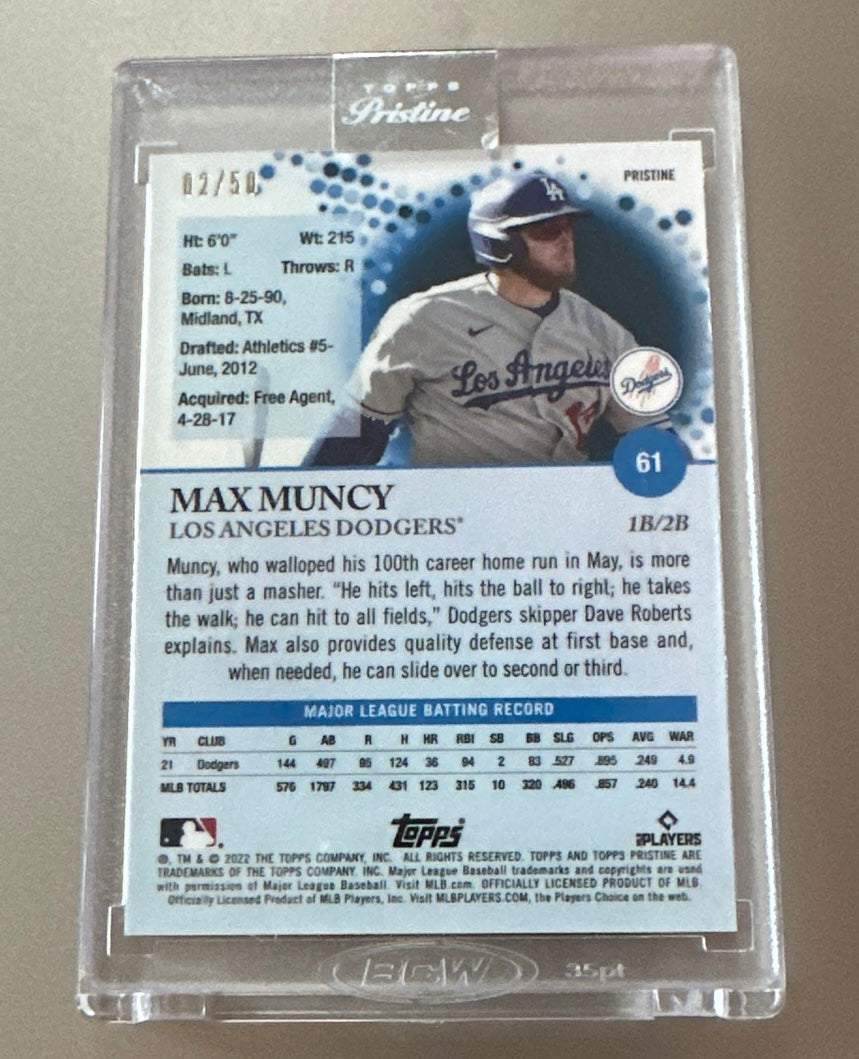 TOPPS
Pristine
02/50
PRISTINE
LA
Ht: 6'0" Wt: 215
Bats: L Throws: R
Born: 8-25-90,
Midland, TX
Drafted: Athletics #5-
June, 2012
Acquired: Free Agent,
4-28-17
Los Angeles
Dodgers
61
MAX MUNCY
LOS ANGELES DODGERS®
1B/2B
Muncy, who walloped his 100th career home run in May, is more
than just a masher. “He hits left, hits the ball to right; he takes
the walk; he can hit to all fields,” Dodgers skipper Dave Roberts
explains. Max also provides quality defense at first base and,
when needed, he can slide over to second or third.
MAJOR LEAGUE BATTING RECORD
YR CLUB G AB R H HR RBI SB BB SLG OPS AVG WAR
21 Dodgers 144 497 95 124 36 94 2 83 .527 .895 .249 4.9
MLB TOTALS 576 1797 334 431 123 315 10 320 .496 .857 .240 14.4
topps
PLAYERS
®, TM & © 2022 THE TOPPS COMPANY, INC. ALL RIGHTS RESERVED. TOPPS AND TOPPS PRISTINE ARE
TRADEMARKS OF THE TOPPS COMPANY, INC. Major League Baseball trademarks and copyrights are used
with permission of Major League Baseball. Visit MLB.com. OFFICIALLY LICENSED PRODUCT OF MLB
Officially Licensed Product of MLB Players, Inc. Visit MLBPLAYERS.COM, the Players Choice on the web.
BCW 35pt